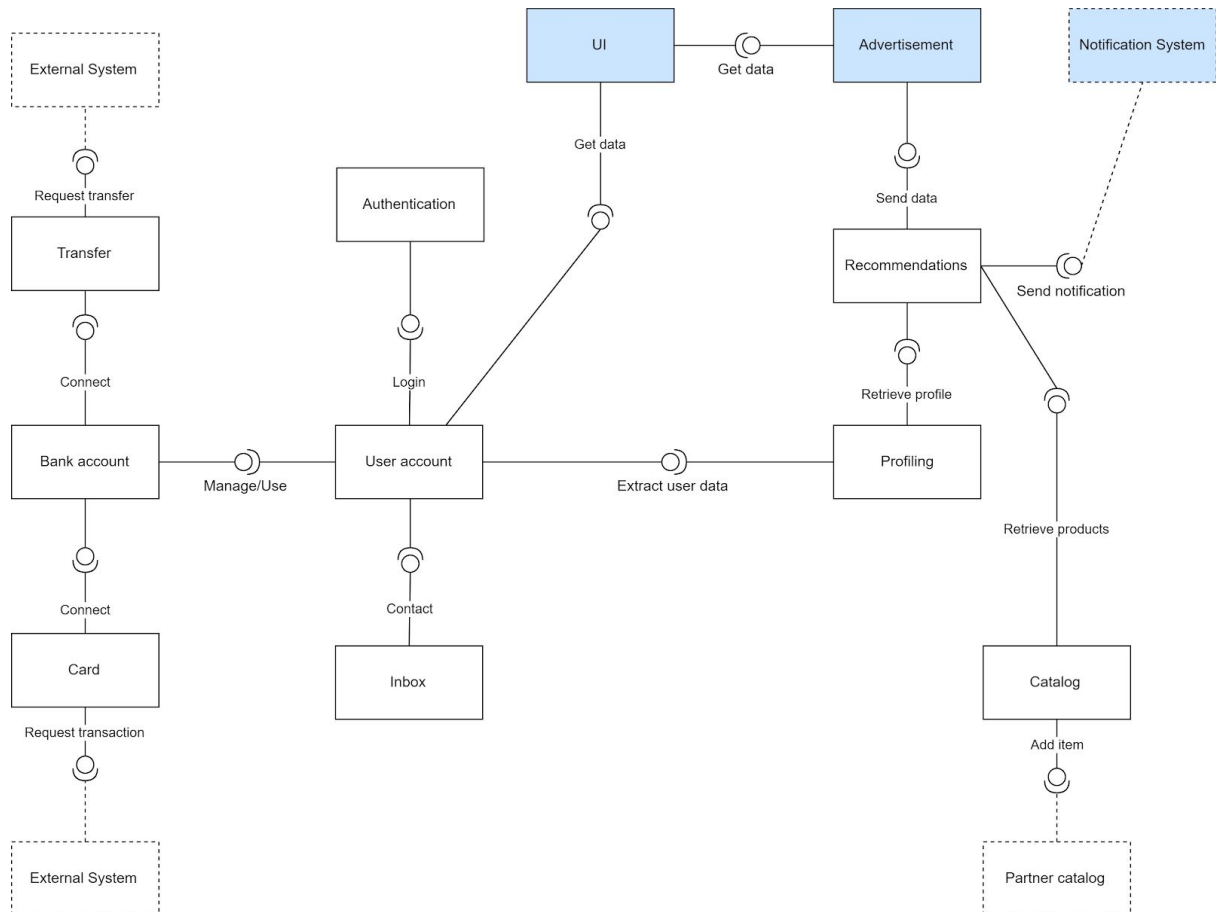 UI
Advertisement
Notification System
External System
Get data
Get data
Request transfer
Authentication
Send data
Transfer
Recommendations
Send notification
Connect
Login
Retrieve profile
Bank account
User account
Profiling
Manage/Use
Extract user data
Retrieve products
Connect
Contact
Card
Inbox
Catalog
Request transaction
Add item
External System
Partner catalog